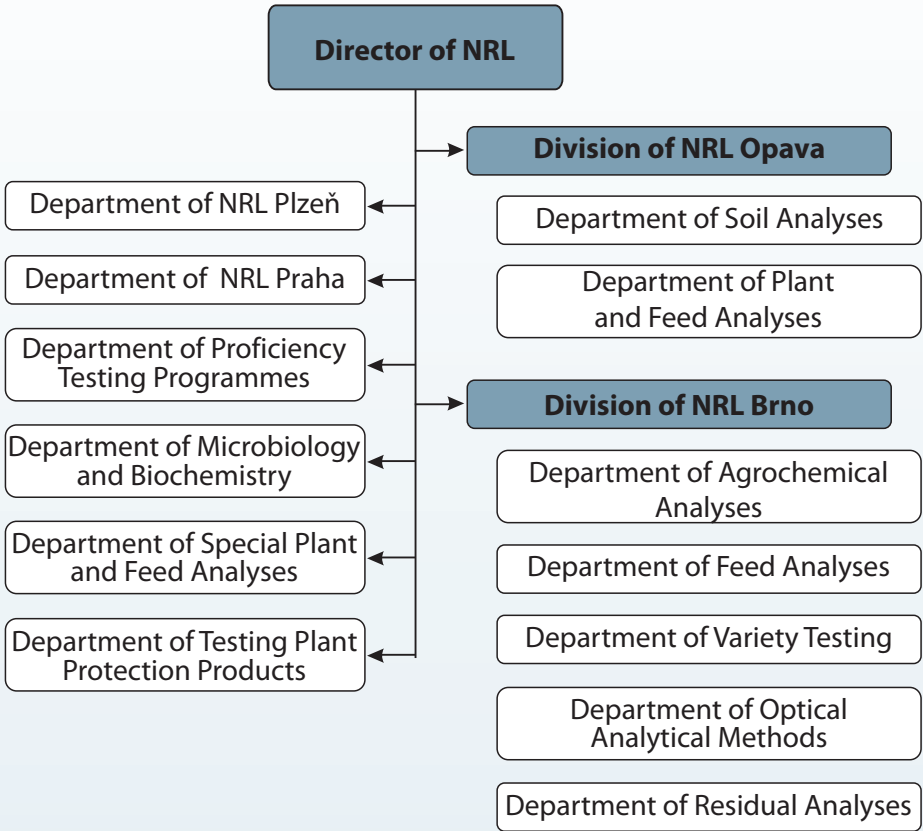 Director of NRL
Division of NRL Opava
Department of Soil Analyses
Department of Plant
and Feed Analyses
Division of NRL Brno
Department of Agrochemical
Analyses
Department of Feed Analyses
Department of Variety Testing
Department of Optical
Analytical Methods
Department of Residual Analyses
Department of NRL Plzeň
Department of NRL Praha
Department of Proficiency
Testing Programmes
Department of Microbiology
and Biochemistry
Department of Special Plant
and Feed Analyses
Department of Testing Plant
Protection Products